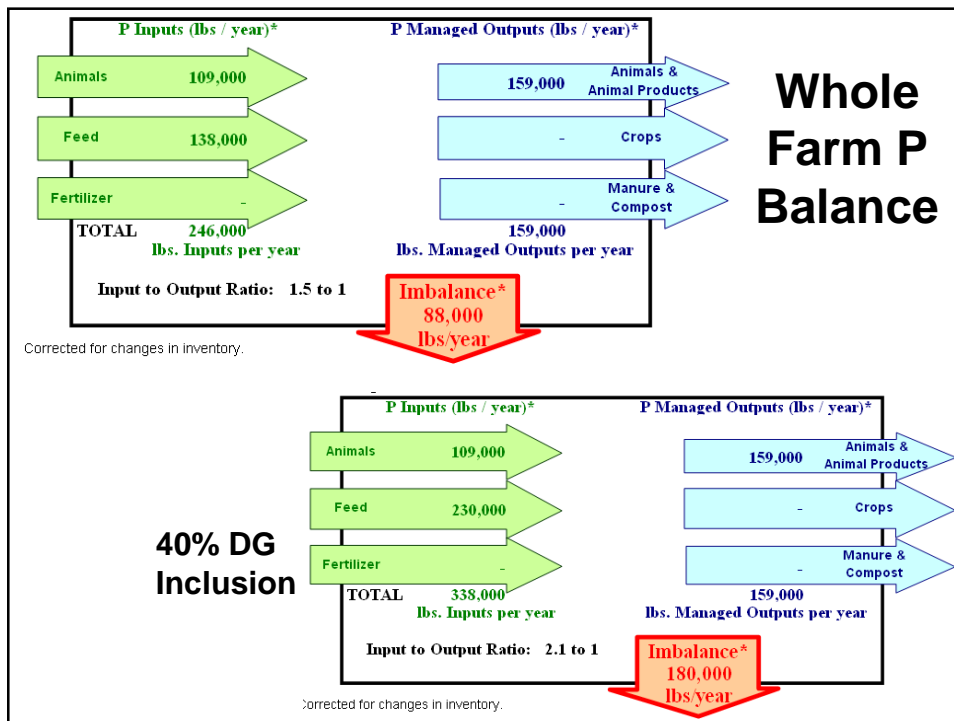 P Inputs (lbs / year)*
P Managed Outputs (lbs / year)*
Animals 109,000
159,000 Animals &
Animal Products
Feed 138,000
- Crops
Fertilizer -
- Manure &
Compost
TOTAL 246,000
lbs. Inputs per year
159,000
lbs. Managed Outputs per year
Input to Output Ratio: 1.5 to 1
Imbalance*
88,000
lbs/year
Corrected for changes in inventory.
Whole
Farm P
Balance
40% DG
Inclusion
P Inputs (lbs / year)*
P Managed Outputs (lbs / year)*
Animals 109,000
159,000 Animals &
Animal Products
Feed 230,000
- Crops
Fertilizer -
- Manure &
Compost
TOTAL 338,000
lbs. Inputs per year
159,000
lbs. Managed Outputs per year
Input to Output Ratio: 2.1 to 1
Imbalance*
180,000
lbs/year
Corrected for changes in inventory.